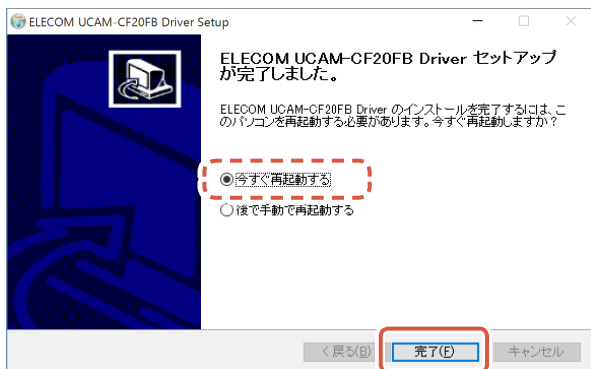 ELECOM UCAM-CF20FB Driver Setup
ELECOM UCAM-CF20FB Driver セットアップ
が完了しました。
ELECOM UCAM-CF20FB Driver のインストールを完了するには、こ
のパソコンを再起動する必要があります。今すぐ再起動しますか？
今すぐ再起動する
後で手動で再起動する
< 戻る(B)
完了(F)
キャンセル